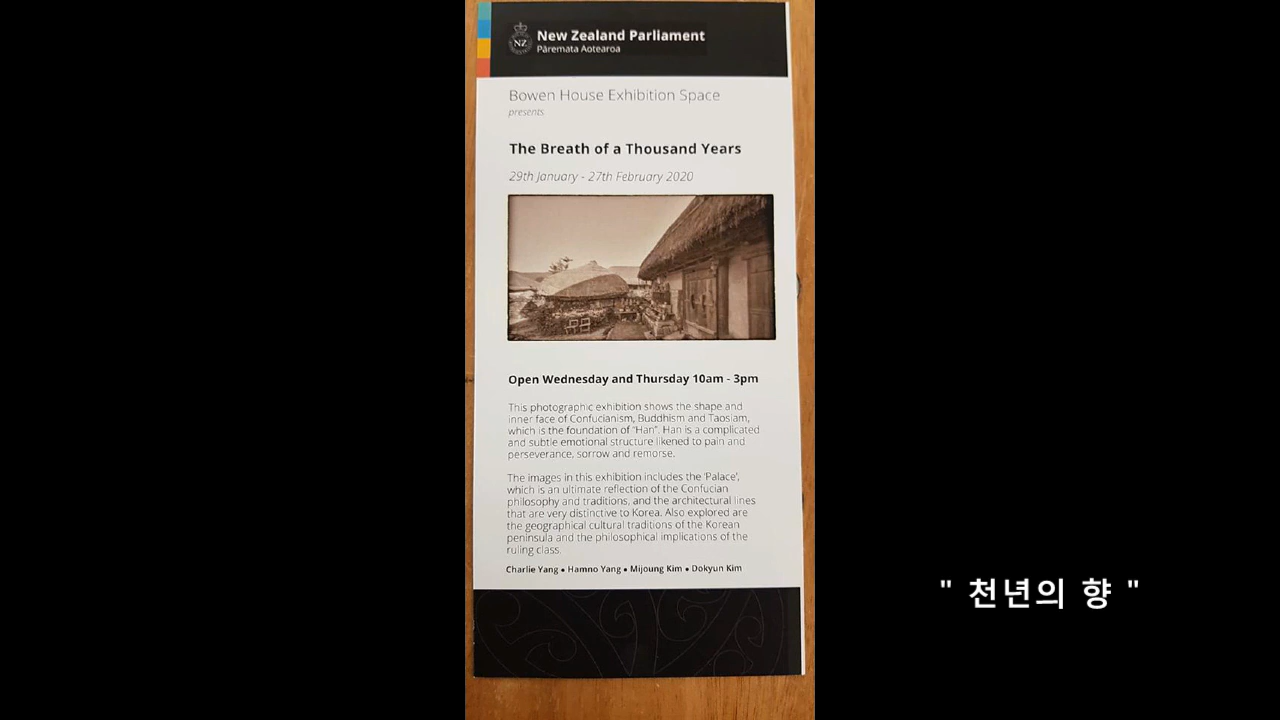 New Zealand Parliament
Pāremata Aotearoa
NZ
Bowen House Exhibition Space
presents
The Breath of a Thousand Years
29th January - 27th February 2020
Open Wednesday and Thursday 10am - 3pm
This photographic exhibition shows the shape and
inner face of Confucianism, Buddhism and Taosiam,
which is the foundation of "Han". Han is a complicated
and subtle emotional structure likened to pain and
perseverance, sorrow and remorse.
The images in this exhibition includes the 'Palace',
which is an ultimate reflection of the Confucian
philosophy and traditions, and the architectural lines
that are very distinctive to Korea. Also explored are
the geographical cultural traditions of the Korean
peninsula and the philosophical implications of the
ruling class.
Charlie Yang • Hamno Yang • Mijoung Kim • Dokyun Kim
" 천년의 향 "